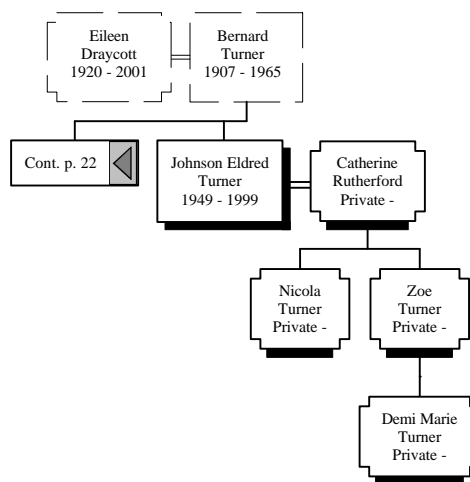 Eileen
Draycott
1920 - 2001
Bernard
Turner
1907 - 1965
Cont. p. 22
Johnson Eldred
Turner
1949 - 1999
Catherine
Rutherford
Private -
Nicola
Turner
Private -
Zoe
Turner
Private -
Demi Marie
Turner
Private -